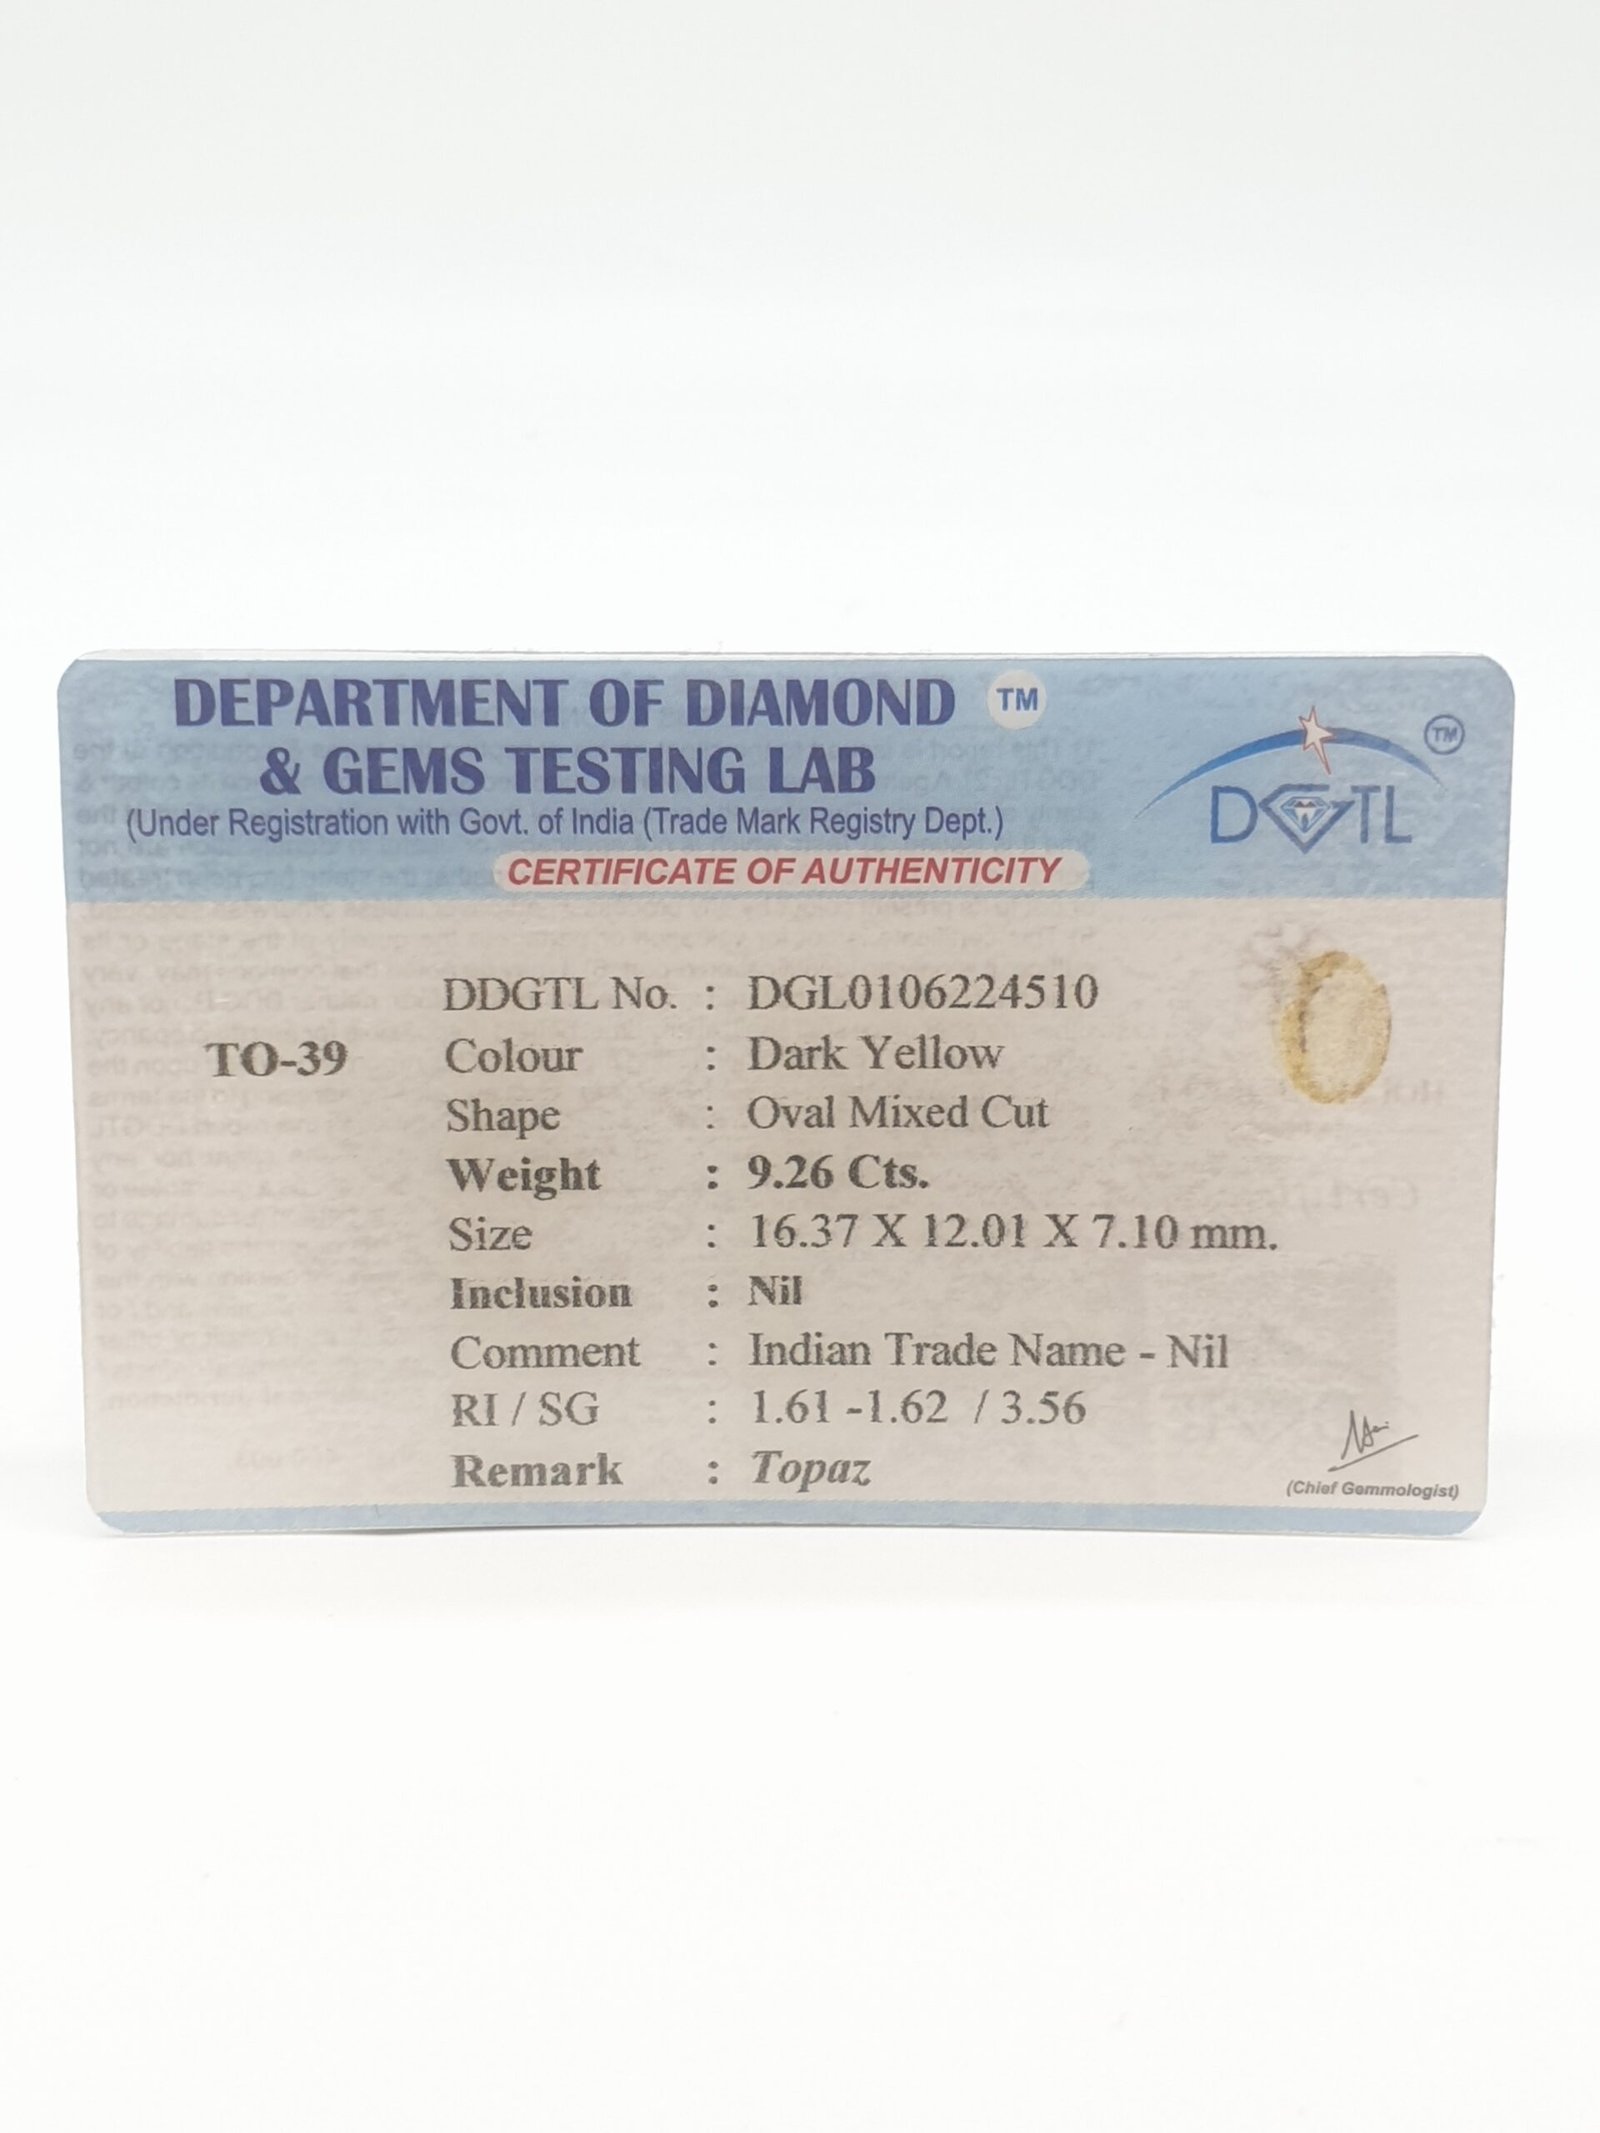 DEPARTMENT OF DIAMOND TM
& GEMS TESTING LAB
(Under Registration with Govt. of India (Trade Mark Registry Dept.)
CERTIFICATE OF AUTHENTICITY
TM
DGTL
TO-39
DDGTL No. : DGL0106224510
Colour : Dark Yellow
Shape : Oval Mixed Cut
Weight : 9.26 Cts.
Size : 16.37 X 12.01 X 7.10 mm.
Inclusion : Nil
Comment : Indian Trade Name - Nil
RI / SG : 1.61 -1.62 / 3.56
Remark : Topaz
(Chief Gemmologist)